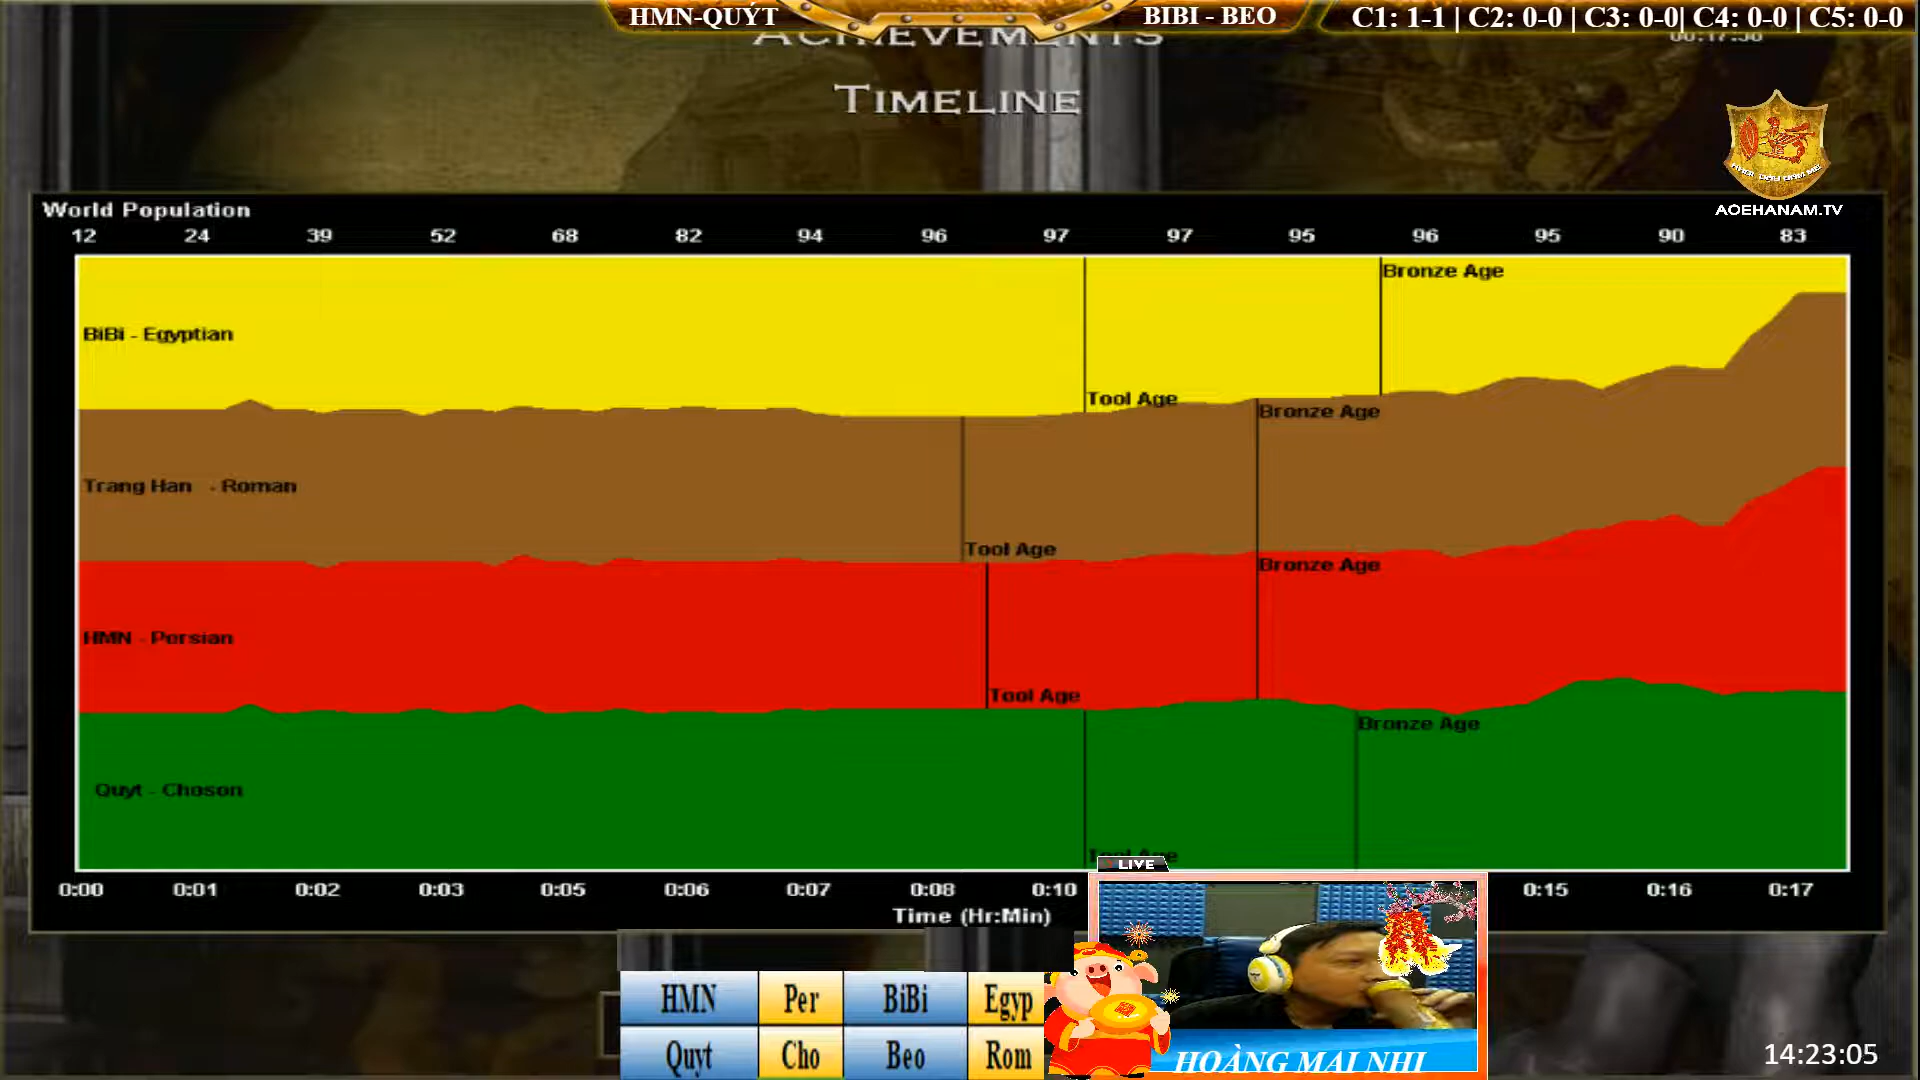 HMN-QUÝT
BIBI - BEO
C1: 1-1 | C2: 0-0 | C3: 0-0| C4: 0-0 | C5: 0-0
ACHIEVEMENTS
TIMELINE
AOEHANAM.TV
World Population
12 24 39 52 68 82 94 96 97 97 95 96 95 90 83
Bronze Age
BiBi - Egyptian
Tool Age
Bronze Age
Trang Han - Roman
Tool Age
Bronze Age
HMN - Persian
Tool Age
Bronze Age
Quyt - Choson
Tool Age
LIVE
0:00 0:01 0:02 0:03 0:05 0:06 0:07 0:08 0:10 0:15 0:16 0:17
Time (Hr:Min)
HMN Per BiBi Egyp
Quyt Cho Beo Rom
HOÀNG MAI NHI
14:23:05